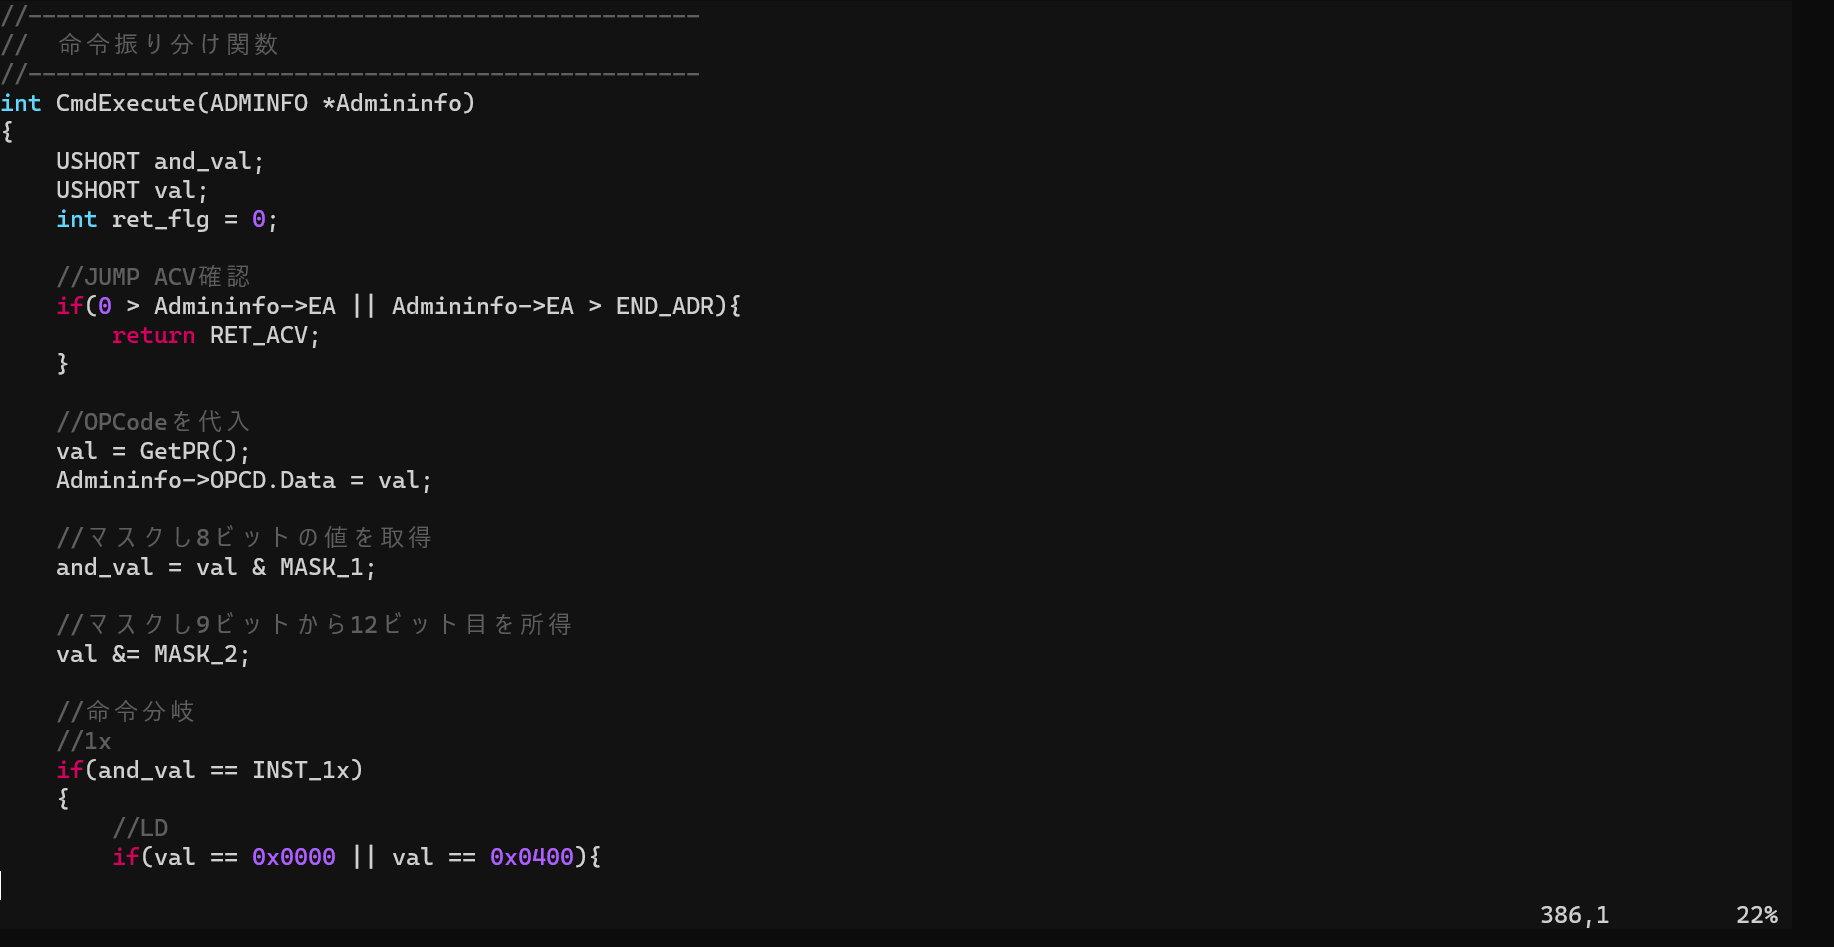 //------------------------------------------------
//  命令振り分け関数
//------------------------------------------------
int CmdExecute(ADMINFO *Admininfo)
{
    USHORT and_val;
    USHORT val;
    int ret_flg = 0;

    //JUMP ACV確認
    if(0 > Admininfo->EA || Admininfo->EA > END_ADR){
        return RET_ACV;
    }

    //OPCodeを代入
    val = GetPR();
    Admininfo->OPCD.Data = val;

    //マスクし8ビットの値を取得
    and_val = val & MASK_1;

    //マスクし9ビットから12ビット目を所得
    val &= MASK_2;

    //命令分岐
    //1x
    if(and_val == INST_1x)
    {
        //LD
        if(val == 0x0000 || val == 0x0400){
386,1 22%